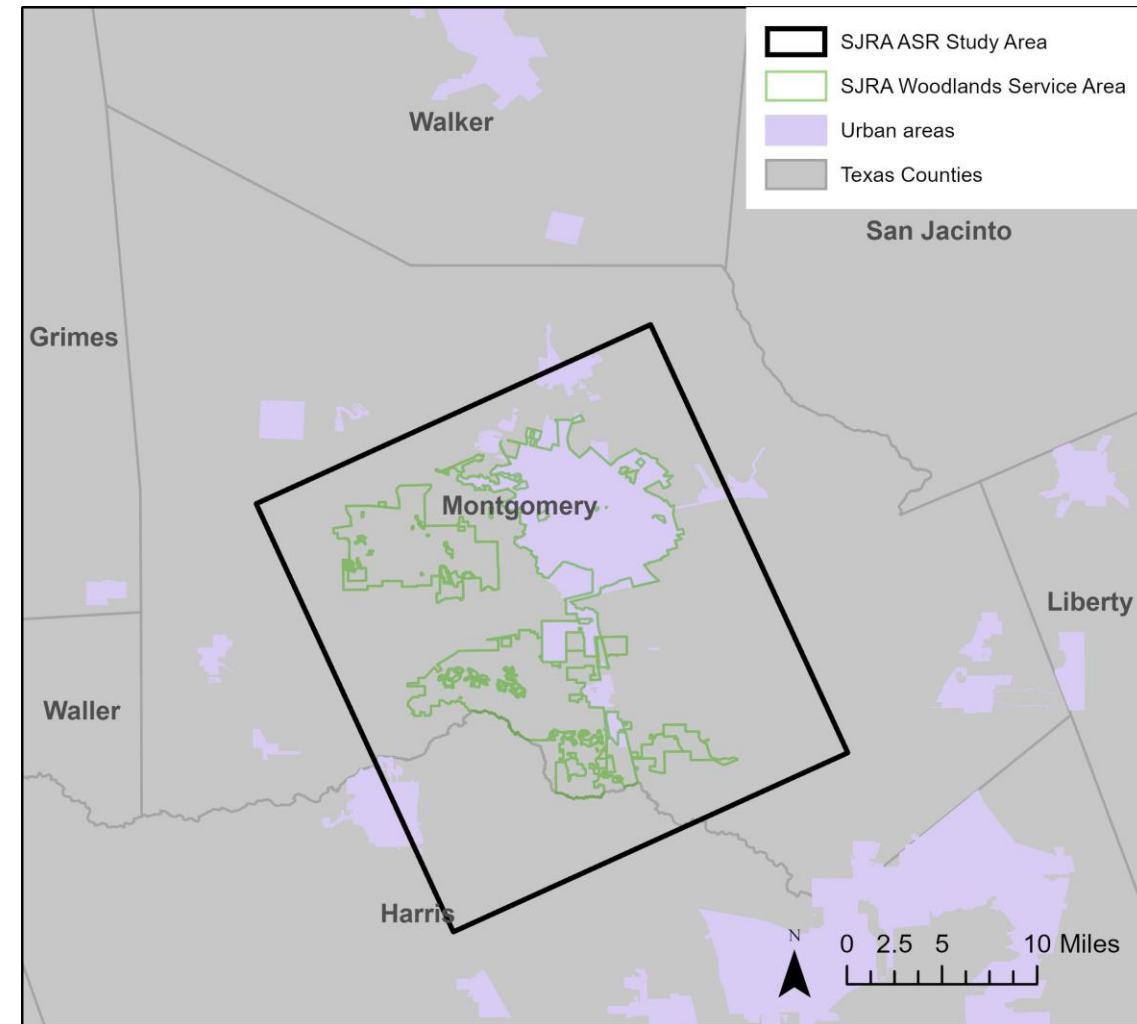 SJRA ASR Study Area
SJRA Woodlands Service Area
Urban areas
Texas Counties
Walker
San Jacinto
Grimes
Montgomery
Liberty
Waller
Harris
N
0 2.5 5 10 Miles